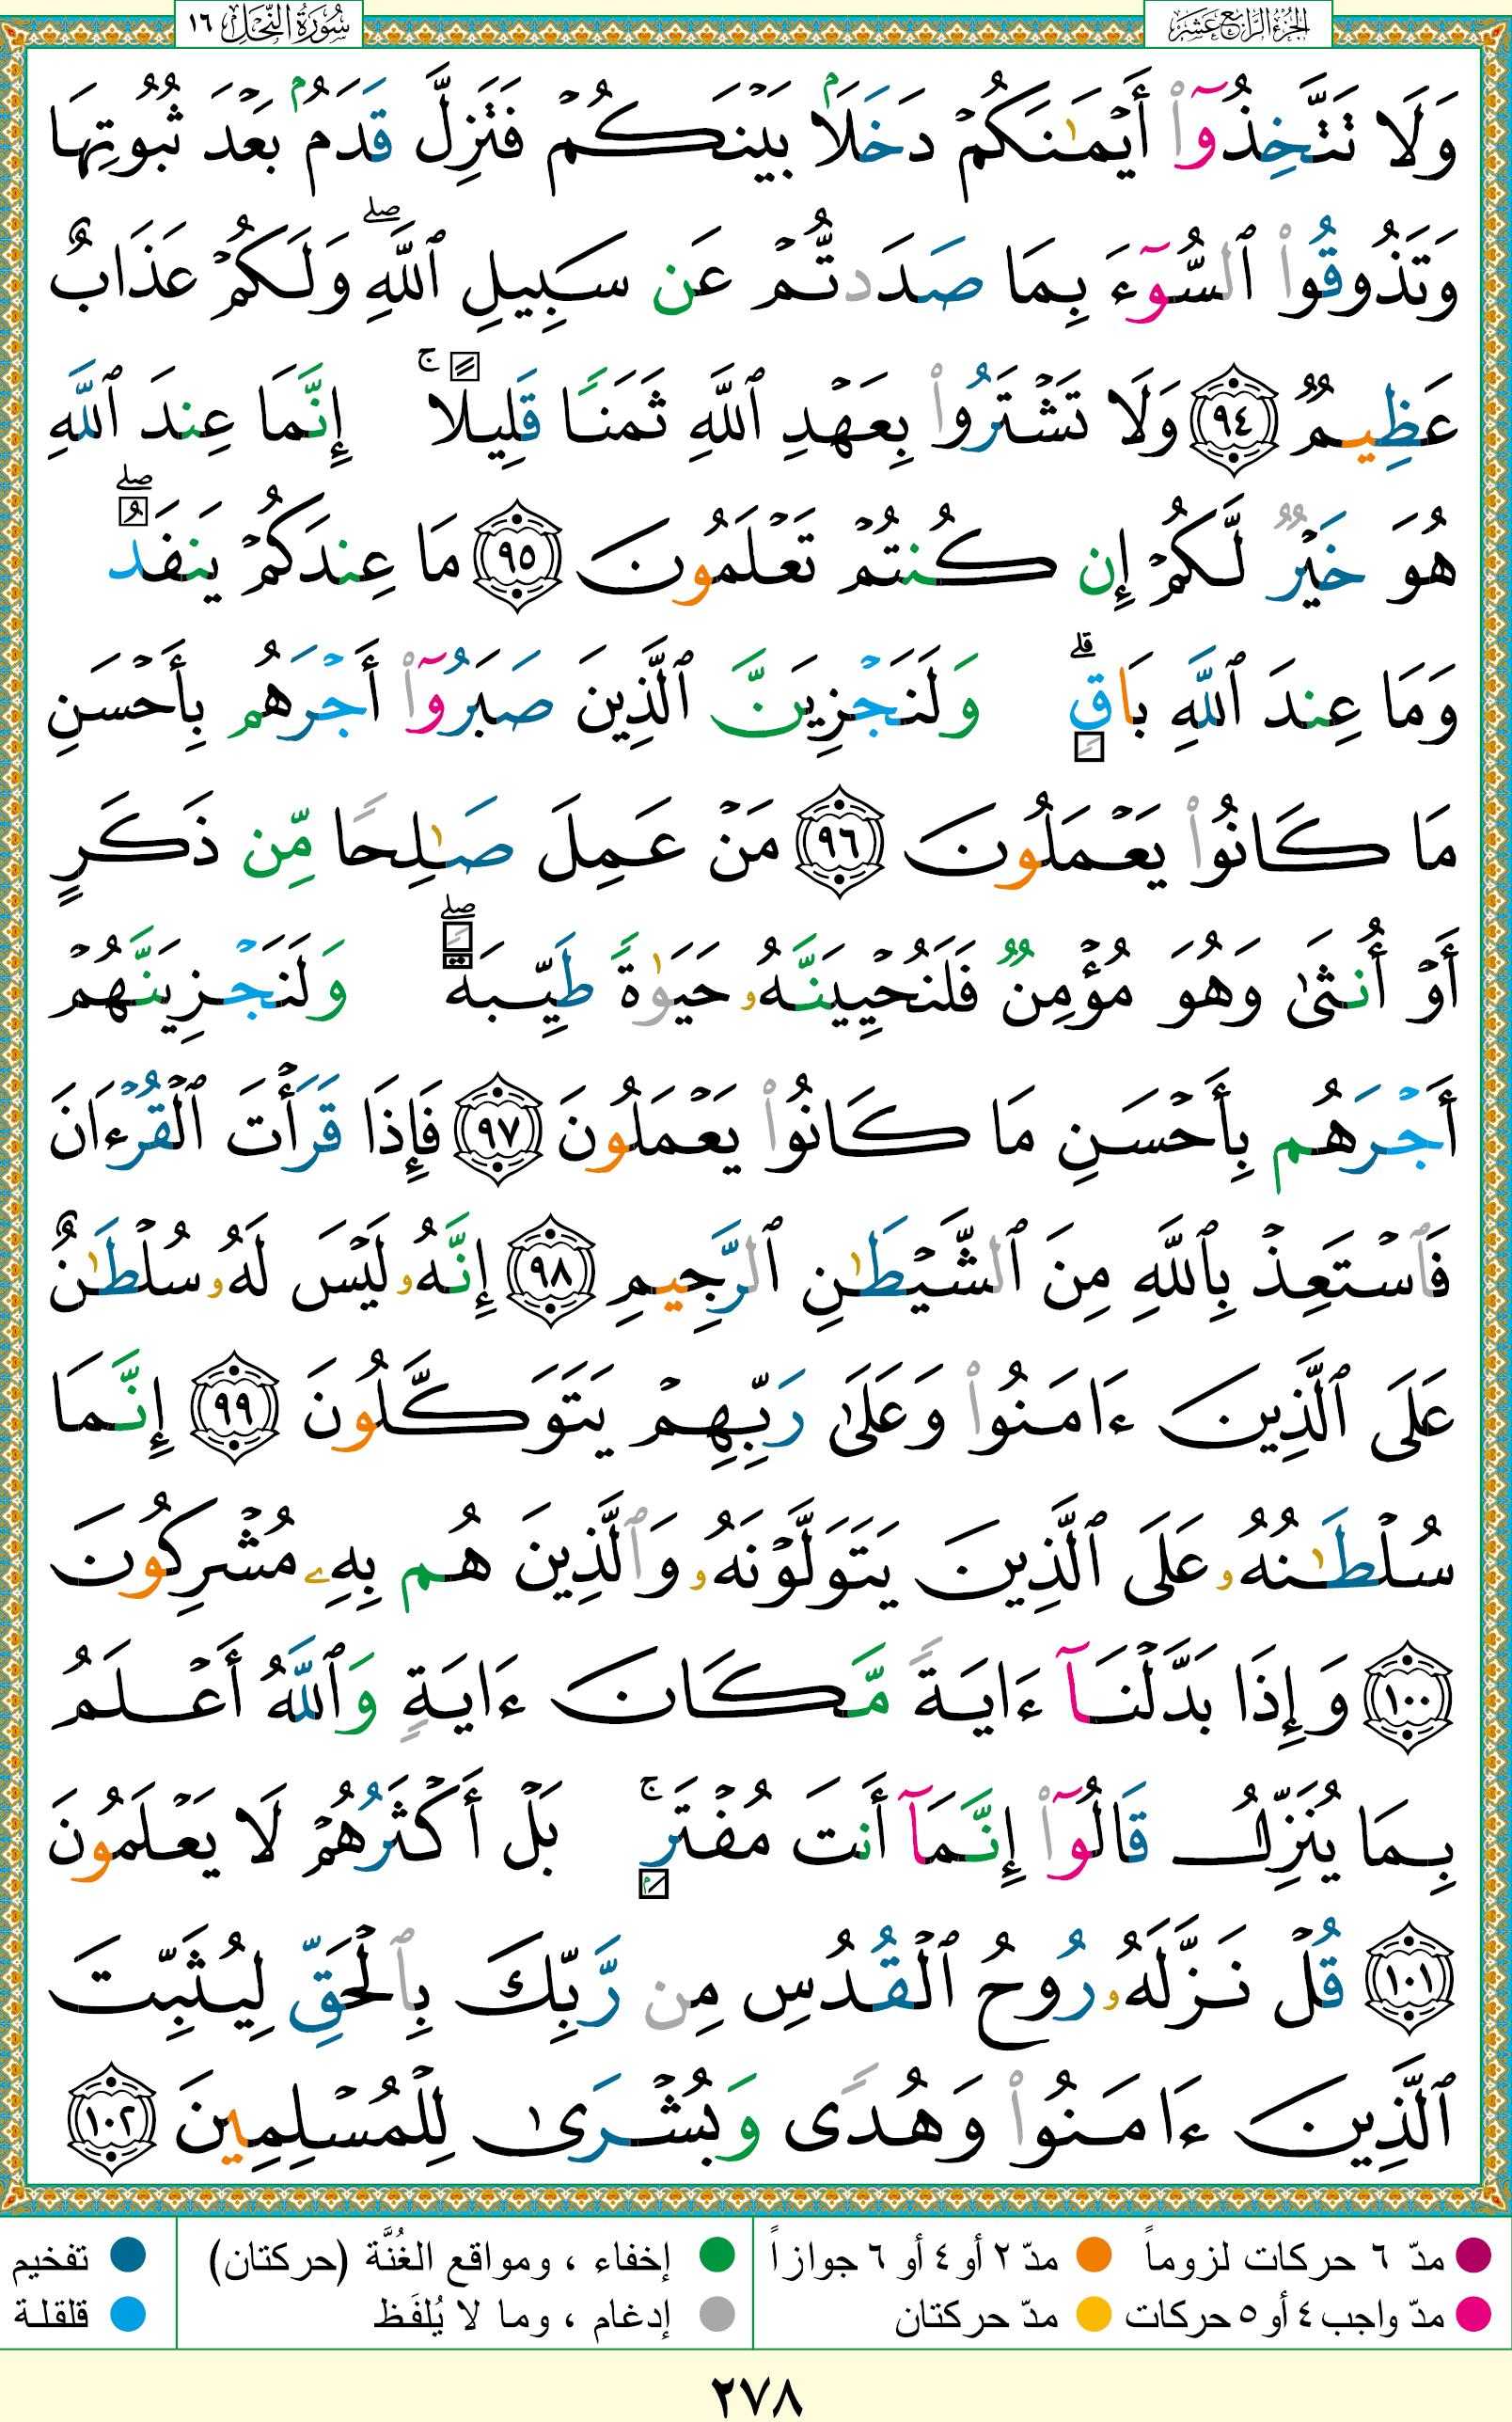 الجزء الرابع عشر
سورة النحل ١٦
وَلَا تَتَّخِذُوٓا۟ أَيْمَـٰنَكُمْ دَخَلًۢا بَيْنَكُمْ فَتَزِلَّ قَدَمٌۢ بَعْدَ ثُبُوتِهَا
وَتَذُوقُوا۟ ٱلسُّوٓءَ بِمَا صَدَدتُّمْ عَن سَبِيلِ ٱللَّهِ ۖ وَلَكُمْ عَذَابٌ
عَظِيمٌ ٩٤ وَلَا تَشْتَرُوا۟ بِعَهْدِ ٱللَّهِ ثَمَنًا قَلِيلًا ۚ إِنَّمَا عِندَ ٱللَّهِ
هُوَ خَيْرٌ لَّكُمْ إِن كُنتُمْ تَعْلَمُونَ ٩٥ مَا عِندَكُمْ يَنفَدُ ۖ
وَمَا عِندَ ٱللَّهِ بَاقٍ ۗ وَلَنَجْزِيَنَّ ٱلَّذِينَ صَبَرُوٓا۟ أَجْرَهُم بِأَحْسَنِ
مَا كَانُوا۟ يَعْمَلُونَ ٩٦ مَنْ عَمِلَ صَـٰلِحًا مِّن ذَكَرٍ
أَوْ أُنثَىٰ وَهُوَ مُؤْمِنٌ فَلَنُحْيِيَنَّهُۥ حَيَوٰةً طَيِّبَةً ۖ وَلَنَجْزِيَنَّهُمْ
أَجْرَهُم بِأَحْسَنِ مَا كَانُوا۟ يَعْمَلُونَ ٩٧ فَإِذَا قَرَأْتَ ٱلْقُرْءَانَ
فَٱسْتَعِذْ بِٱللَّهِ مِنَ ٱلشَّيْطَـٰنِ ٱلرَّجِيمِ ٩٨ إِنَّهُۥ لَيْسَ لَهُۥ سُلْطَـٰنٌ
عَلَى ٱلَّذِينَ ءَامَنُوا۟ وَعَلَىٰ رَبِّهِمْ يَتَوَكَّلُونَ ٩٩ إِنَّمَا
سُلْطَـٰنُهُۥ عَلَى ٱلَّذِينَ يَتَوَلَّوْنَهُۥ وَٱلَّذِينَ هُم بِهِۦ مُشْرِكُونَ
١٠٠ وَإِذَا بَدَّلْنَآ ءَايَةً مَّكَانَ ءَايَةٍ وَٱللَّهُ أَعْلَمُ
بِمَا يُنَزِّلُ قَالُوٓا۟ إِنَّمَآ أَنتَ مُفْتَرٍۭ ۚ بَلْ أَكْثَرُهُمْ لَا يَعْلَمُونَ
١٠١ قُلْ نَزَّلَهُۥ رُوحُ ٱلْقُدُسِ مِن رَّبِّكَ بِٱلْحَقِّ لِيُثَبِّتَ
ٱلَّذِينَ ءَامَنُوا۟ وَهُدًى وَبُشْرَىٰ لِلْمُسْلِمِينَ ١٠٢
مدّ ٦ حركات لزوماً مدّ ٢ أو ٤ أو ٦ جوازاً إخفاء ، ومواقع الغُنَّة (حركتان) تفخيم
مدّ واجب ٤ أو ٥ حركات مدّ حركتان إدغام ، وما لا يُلفَظ قلقلة
٢٧٨